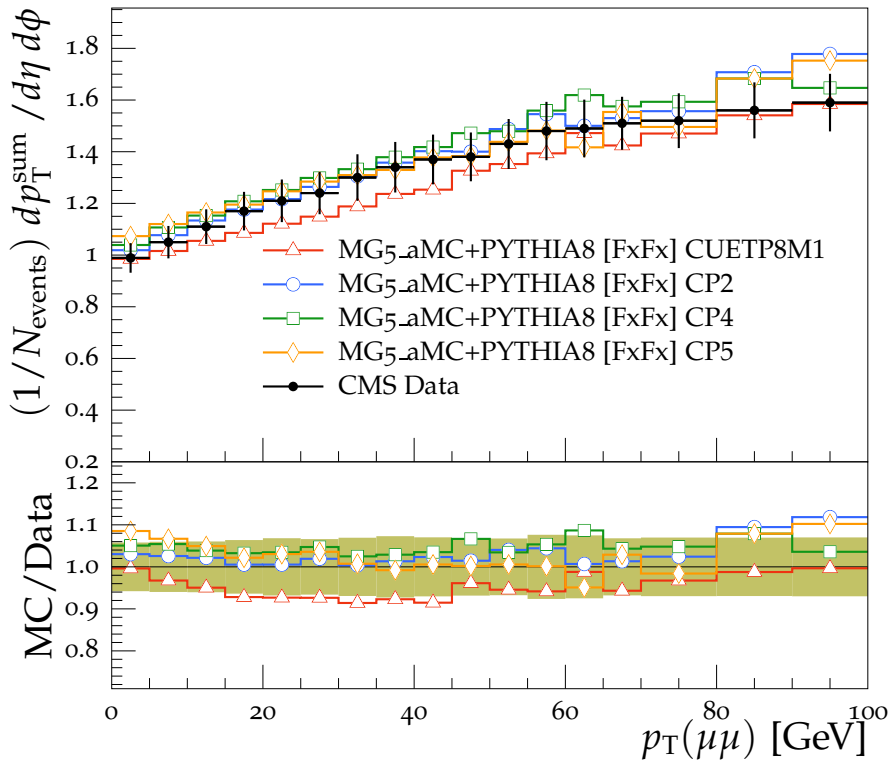 (1/N_events) dp_T^sum/dη dϕ
1.8
1.6
1.4
1.2
1
0.8
0.6
0.4
0.2
MG5_aMC+PYTHIA8 [FxFx] CUETP8M1
MG5_aMC+PYTHIA8 [FxFx] CP2
MG5_aMC+PYTHIA8 [FxFx] CP4
MG5_aMC+PYTHIA8 [FxFx] CP5
CMS Data
MC/Data
1.2
1.1
1.0
0.9
0.8
0 20 40 60 80 100
p_T(μμ) [GeV]